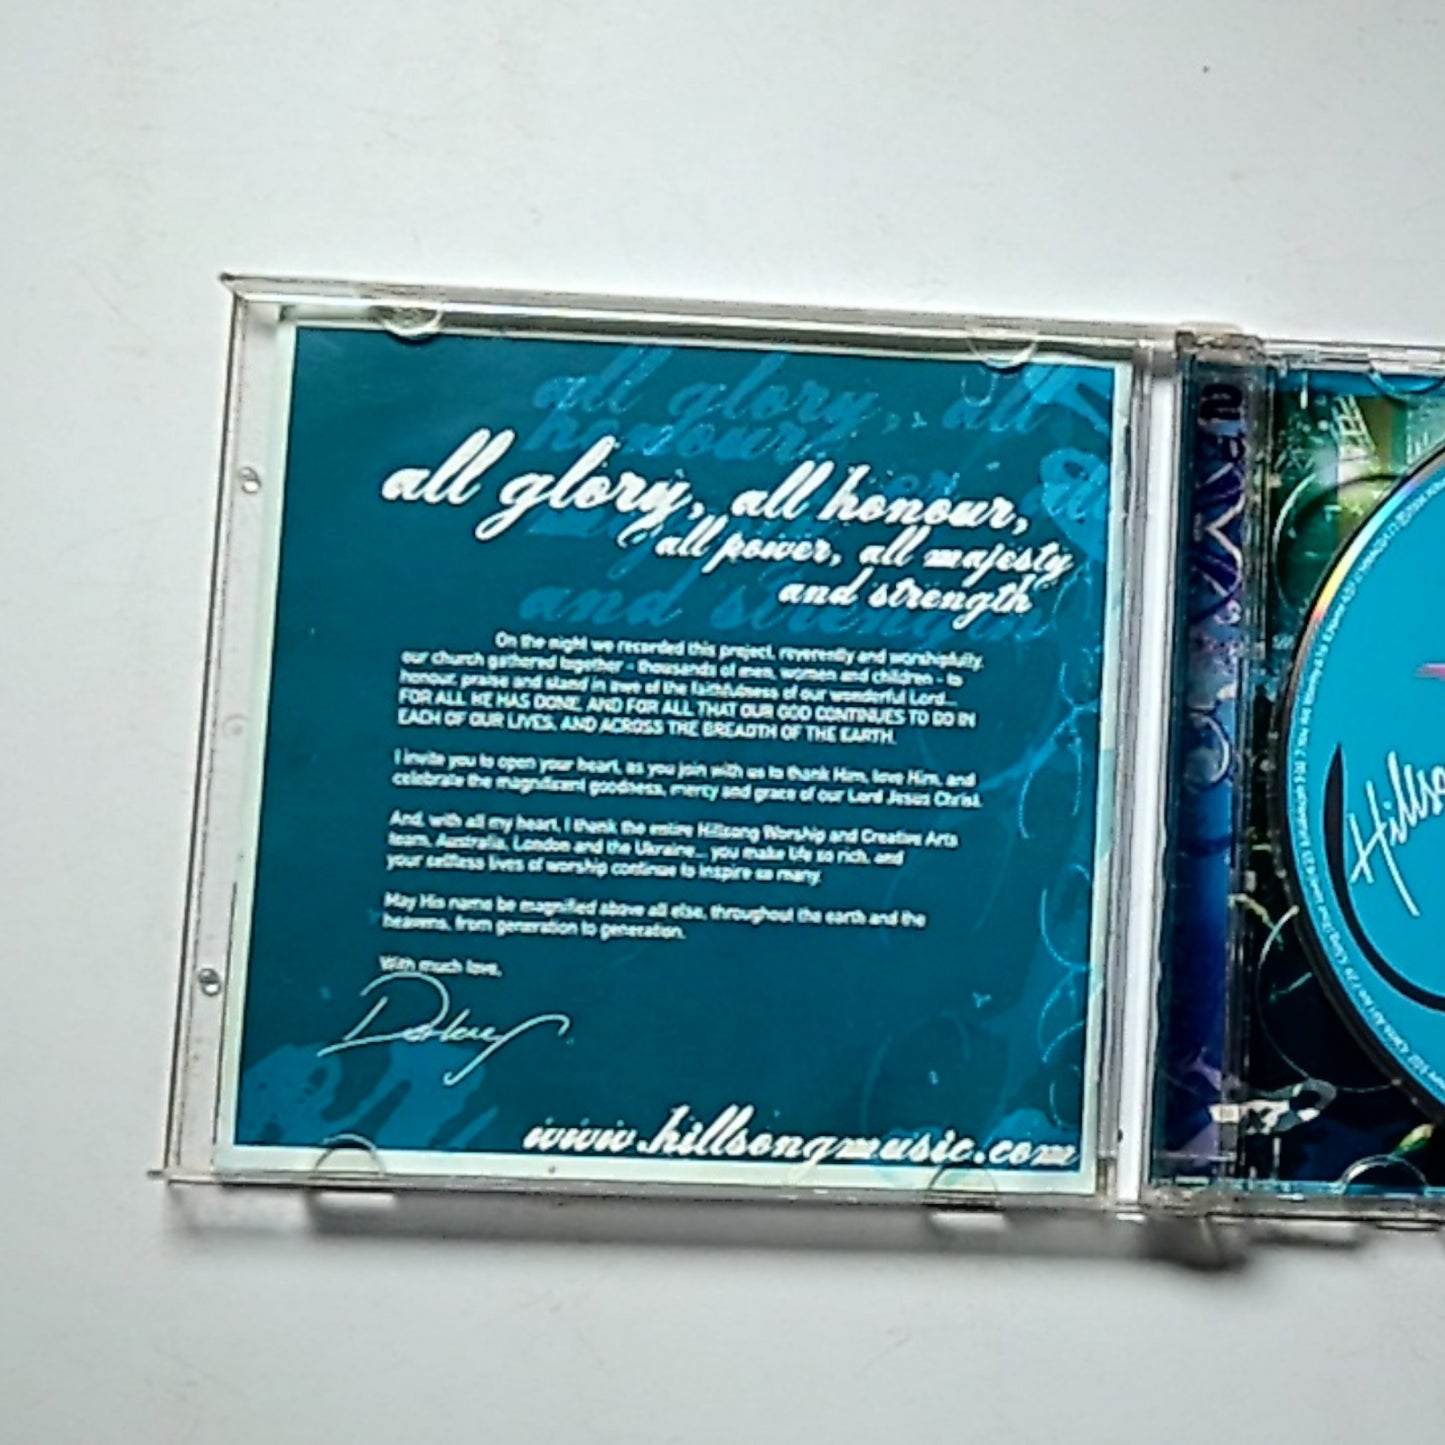 all glory, all honour,
all power, all majesty
and strength
On the night we recorded this project, reverently and worshipfully,
our church gathered together - thousands of men, women and children - to
honour, praise and stand in awe of the faithfulness of our wonderful Lord...
FOR ALL HE HAS DONE, AND FOR ALL THAT OUR GOD CONTINUES TO DO IN
EACH OF OUR LIVES, AND ACROSS THE BREADTH OF THE EARTH.
I invite you to open your heart, as you join with us to thank Him, love Him, and
celebrate the magnificent goodness, mercy and grace of our Lord Jesus Christ.
And, with all my heart, I thank the entire Hillsong Worship and Creative Arts
team, Australia, London and the Ukraine... you make life so rich, and
your selfless lives of worship continue to inspire so many.
May His name be magnified above all else, throughout the earth and the
heavens, from generation to generation.
With much love,
Darlene
www.hillsongmusic.com
all glory, all
honour,
and strength
Hillso